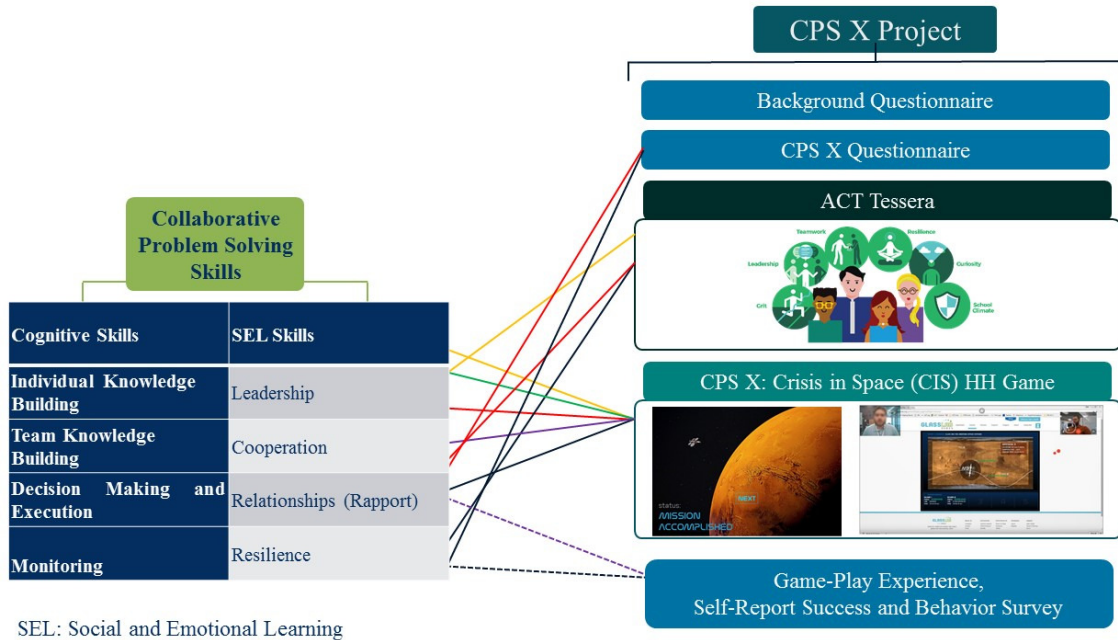 CPS X Project
Background Questionnaire
CPS X Questionnaire
ACT Tessera
Teamwork
Resilience
Leadership
Curiosity
Grit
School
Climate
Collaborative
Problem Solving
Skills
Cognitive Skills
SEL Skills
Individual Knowledge
Building
Leadership
Team Knowledge
Building
Cooperation
Decision Making and
Execution
Relationships (Rapport)
Monitoring
Resilience
CPS X: Crisis in Space (CIS) HH Game
NEXT
status:
MISSION
ACCOMPLISHED
GLASSLAB
Game-Play Experience,
Self-Report Success and Behavior Survey
SEL: Social and Emotional Learning